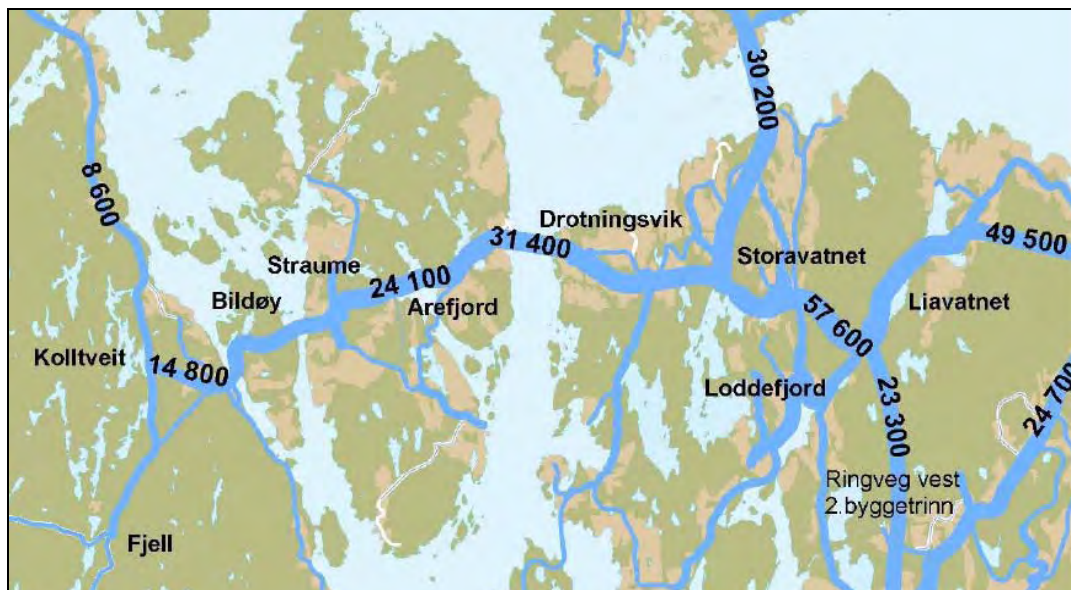 30 200
8 600
Drotningsvik
31 400
49 500
Straume
24 100
Storavatnet
Bildøy
Arefjord
57 600
Liavatnet
Kolltveit
14 800
Loddefjord
23 300
24 700
Ringveg vest
2.byggetrinn
Fjell